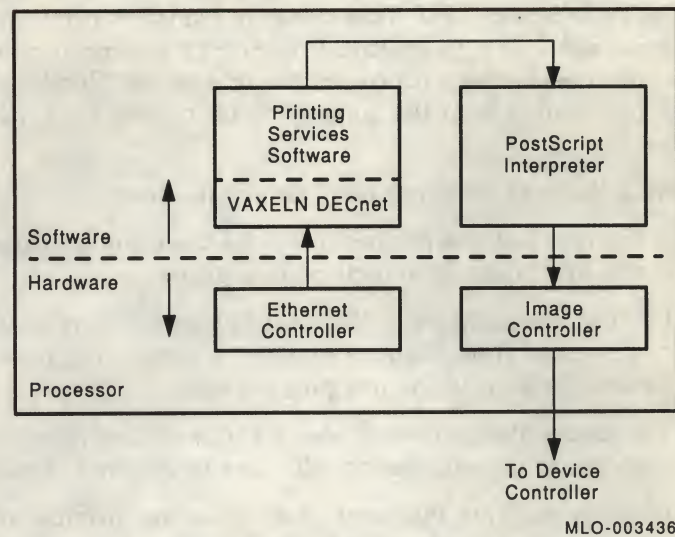 Printing
Services
Software
VAXELN DECnet
PostScript
Interpreter
Software
Hardware
Ethernet
Controller
Image
Controller
Processor
To Device
Controller
MLO-003436